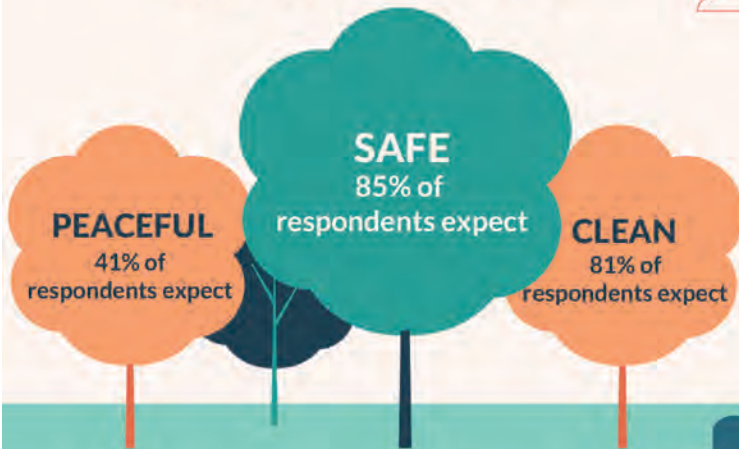 PEACEFUL
41% of
respondents expect
SAFE
85% of
respondents expect
CLEAN
81% of
respondents expect